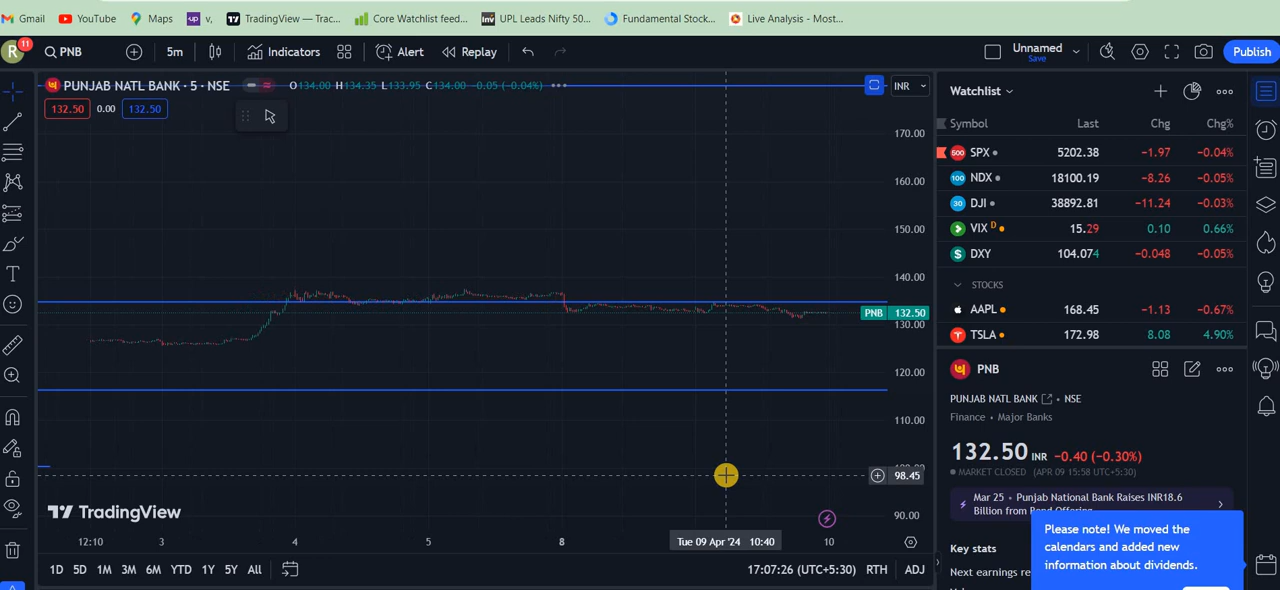 Gmail YouTube Maps up v, TradingView — Trac... Core Watchlist feed... Inv UPL Leads Nifty 50... Fundamental Stock... Live Analysis - Most...
R 11 PNB 5m Indicators Alert Replay Unnamed Save Publish
PUNJAB NATL BANK · 5 · NSE O134.00 H134.35 L133.95 C134.00 -0.05 (-0.04%) INR
132.50 0.00 132.50
170.00
160.00
150.00
140.00
PNB 132.50
130.00
120.00
110.00
98.45
90.00
TradingView
12:10 3 4 5 8 Tue 09 Apr '24 10:40 10
1D 5D 1M 3M 6M YTD 1Y 5Y All 17:07:26 (UTC+5:30) RTH ADJ
Watchlist
Symbol Last Chg Chg%
500 SPX 5202.38 −1.97 −0.04%
100 NDX 18100.19 −8.26 −0.05%
30 DJI 38892.81 −11.24 −0.03%
VIX D 15.29 0.10 0.66%
$ DXY 104.074 −0.048 −0.05%
STOCKS
AAPL 168.45 −1.13 −0.67%
TSLA 172.98 8.08 4.90%
PNB
PUNJAB NATL BANK • NSE
Finance • Major Banks
132.50 INR −0.40 (−0.30%)
MARKET CLOSED (APR 09 15:58 UTC+5:30)
Mar 25 • Punjab National Bank Raises INR18.6
Billion from Bond Offering
Key stats
Next earnings re
Please note! We moved the
calendars and added new
information about dividends.